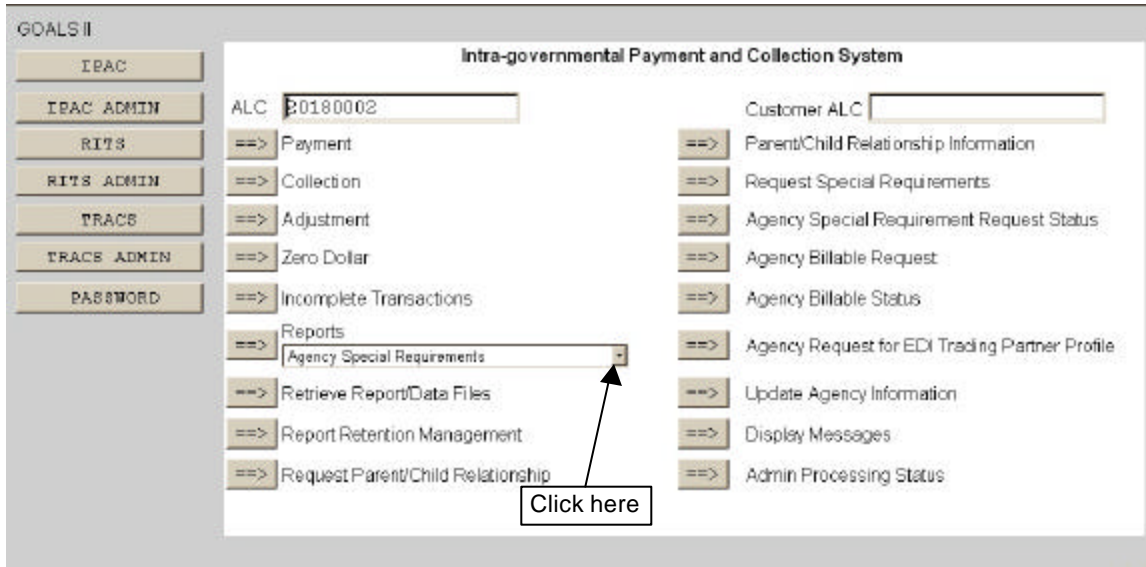 GOALS II
Intra-governmental Payment and Collection System
IPAC
IPAC ADMIN
RITS
RITS ADMIN
TRACS
TRACS ADMIN
PASSWORD
ALC 20180002
Customer ALC
==> Payment
==> Parent/Child Relationship Information
==> Collection
==> Request Special Requirements
==> Adjustment
==> Agency Special Requirement Request Status
==> Zero Dollar
==> Agency Billable Request
==> Incomplete Transactions
==> Agency Billable Status
==> Reports
Agency Special Requirements
==> Agency Request for EDI Trading Partner Profile
==> Retrieve Report/Data Files
==> Update Agency Information
==> Report Retention Management
==> Display Messages
==> Request Parent/Child Relationship
==> Admin Processing Status
Click here